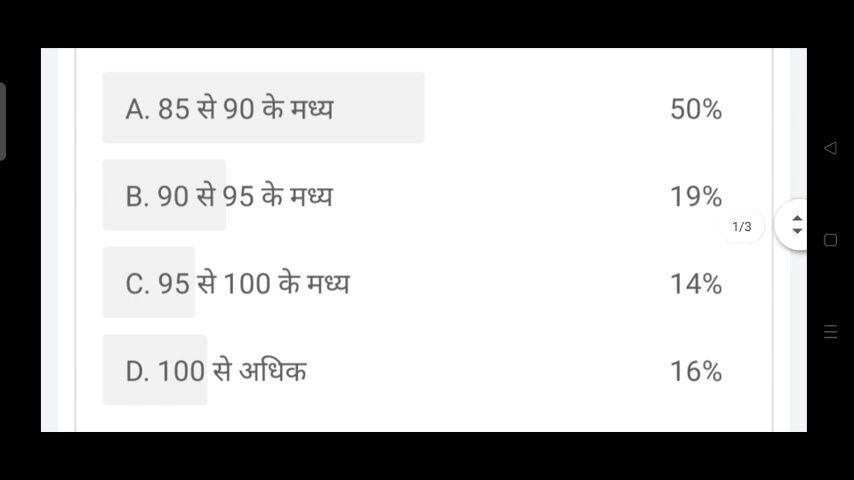 A. 85 से 90 के मध्य 50%
B. 90 से 95 के मध्य 19%
1/3
C. 95 से 100 के मध्य 14%
D. 100 से अधिक 16%